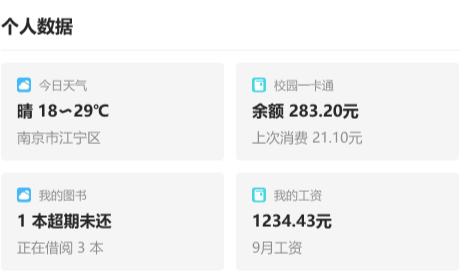 个人数据
今日天气
晴 18~29℃
南京市江宁区
校园一卡通
余额 283.20元
上次消费 21.10元
我的图书
1 本超期未还
正在借阅 3 本
我的工资
1234.43元
9月工资